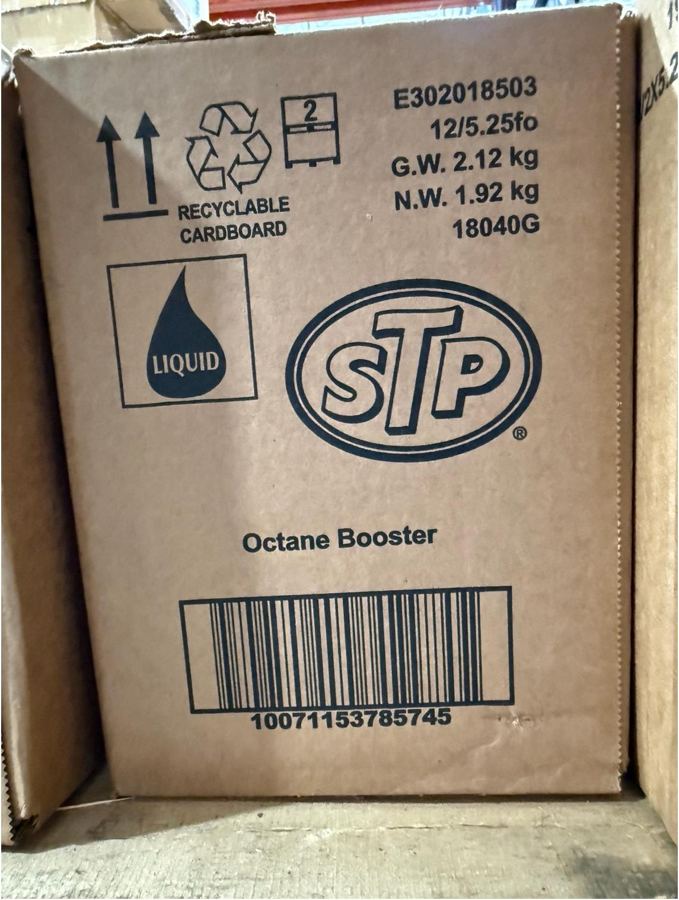 2
E302018503
12/5.25fo
G.W. 2.12 kg
N.W. 1.92 kg
18040G
RECYCLABLE
CARDBOARD
LIQUID
STP
®
Octane Booster
10071153785745